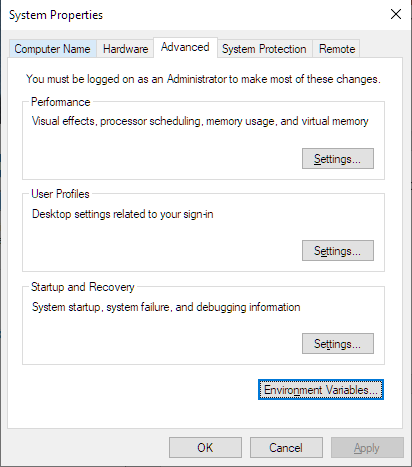 System Properties
Computer Name Hardware Advanced System Protection Remote
You must be logged on as an Administrator to make most of these changes.
Performance
Visual effects, processor scheduling, memory usage, and virtual memory
Settings...
User Profiles
Desktop settings related to your sign-in
Settings...
Startup and Recovery
System startup, system failure, and debugging information
Settings...
Environment Variables...
OK Cancel Apply